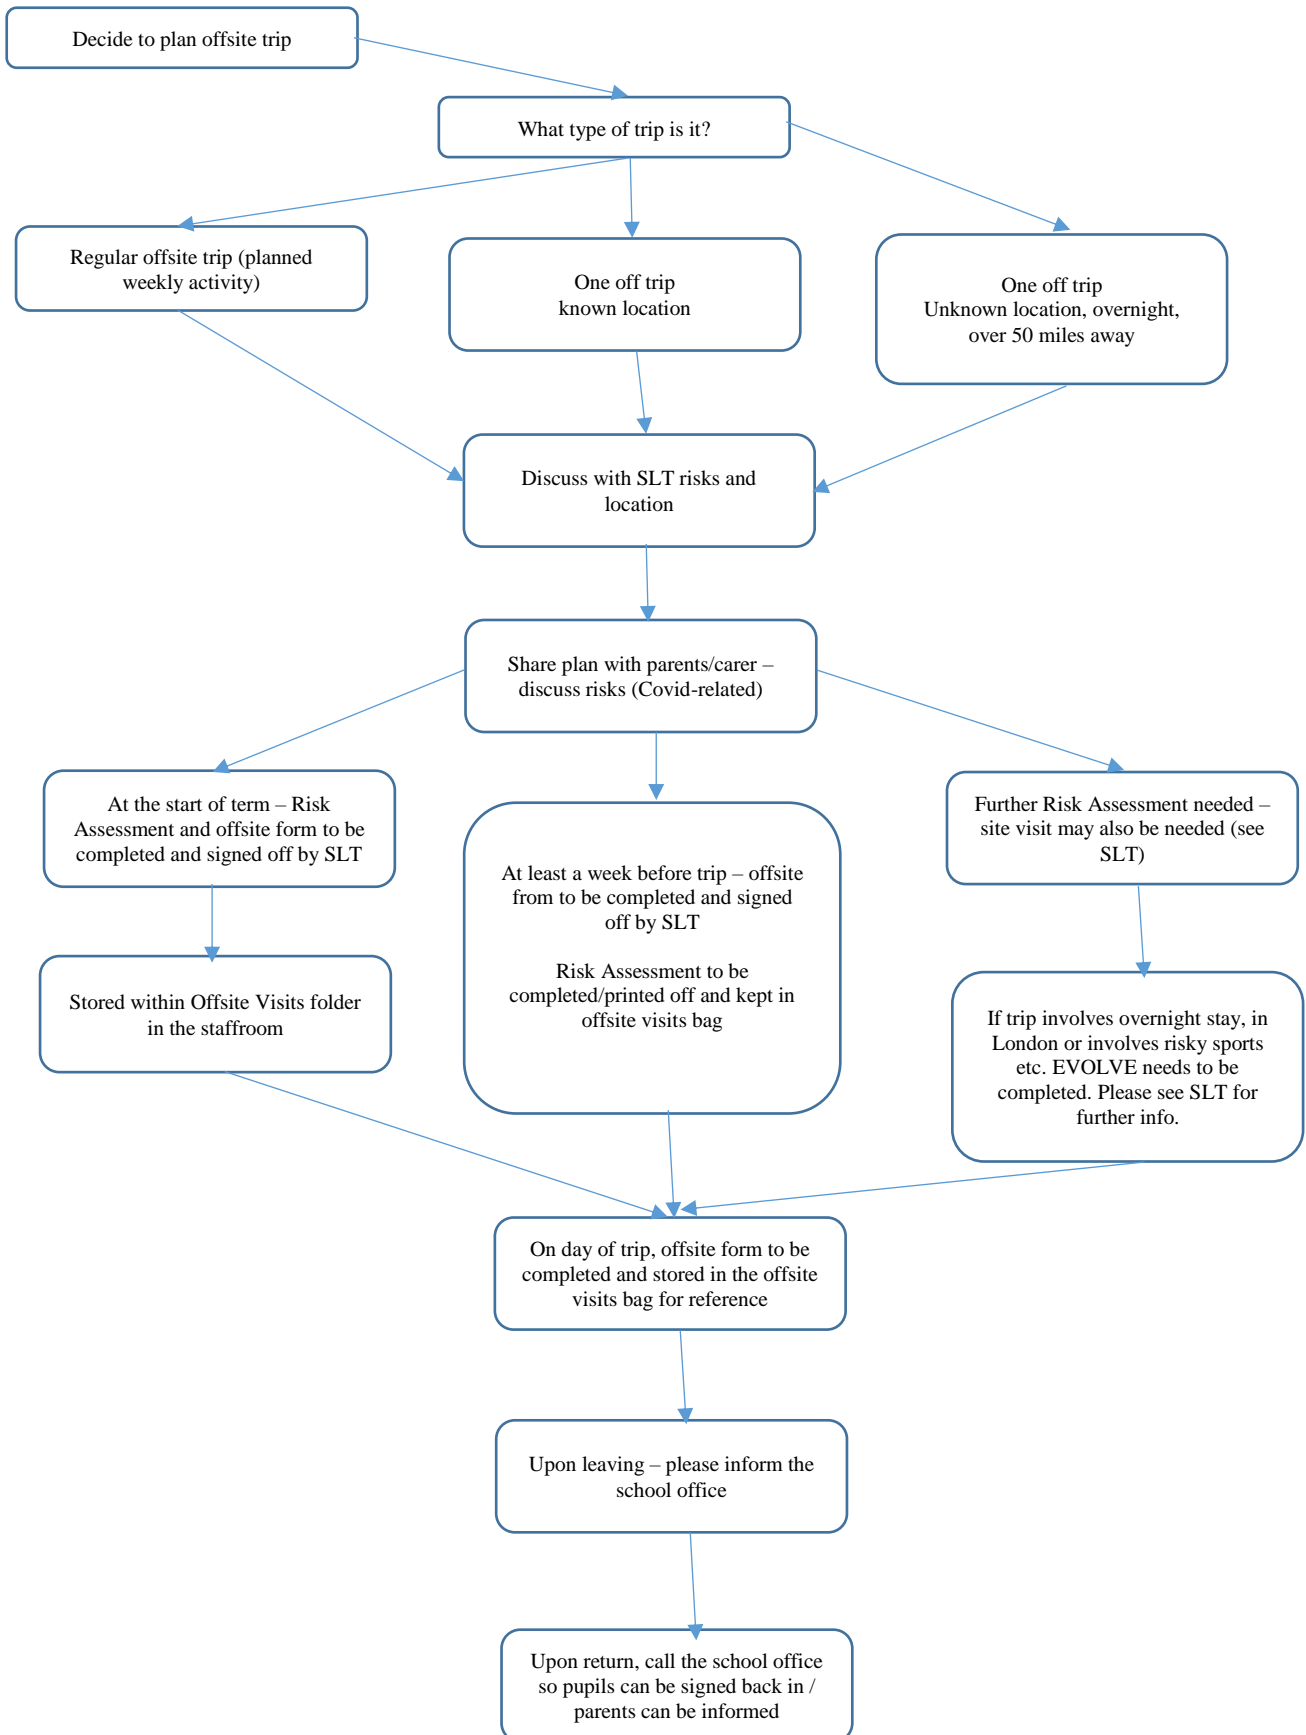 Decide to plan offsite trip
What type of trip is it?
Regular offsite trip (planned
weekly activity)
One off trip
known location
One off trip
Unknown location, overnight,
over 50 miles away
Discuss with SLT risks and
location
Share plan with parents/carer –
discuss risks (Covid-related)
At the start of term – Risk
Assessment and offsite form to be
completed and signed off by SLT
At least a week before trip – offsite
from to be completed and signed
off by SLT
Risk Assessment to be
completed/printed off and kept in
offsite visits bag
Further Risk Assessment needed –
site visit may also be needed (see
SLT)
Stored within Offsite Visits folder
in the staffroom
If trip involves overnight stay, in
London or involves risky sports
etc. EVOLVE needs to be
completed. Please see SLT for
further info.
On day of trip, offsite form to be
completed and stored in the offsite
visits bag for reference
Upon leaving – please inform the
school office
Upon return, call the school office
so pupils can be signed back in /
parents can be informed